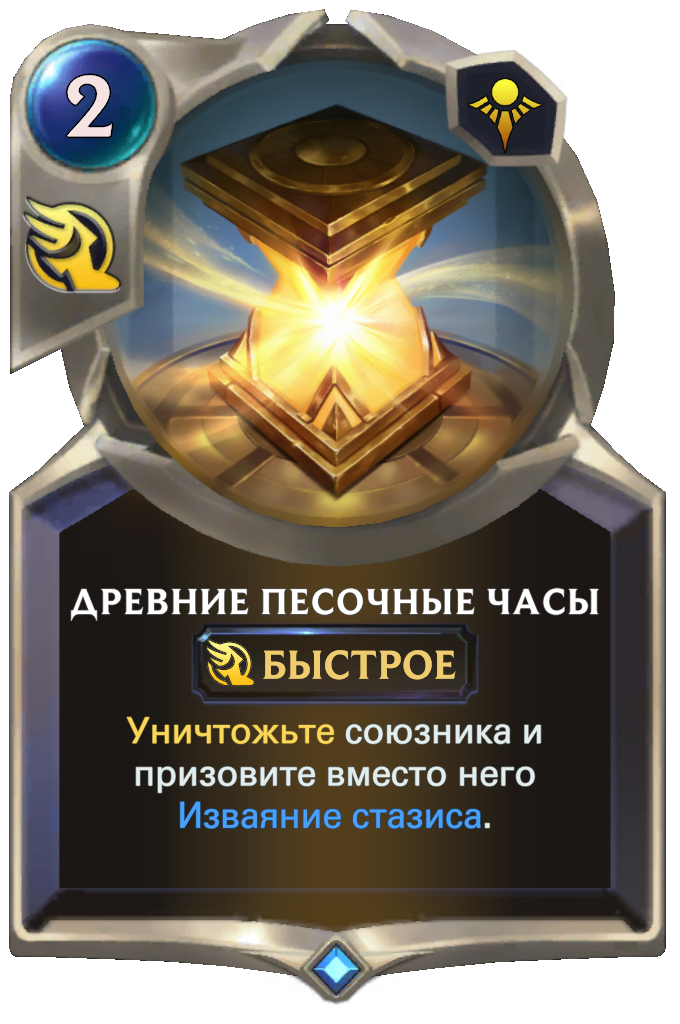 2
ДРЕВНИЕ ПЕСОЧНЫЕ ЧАСЫ
БЫСТРОЕ
Уничтожьте союзника и
призовите вместо него
Изваяние стазиса.